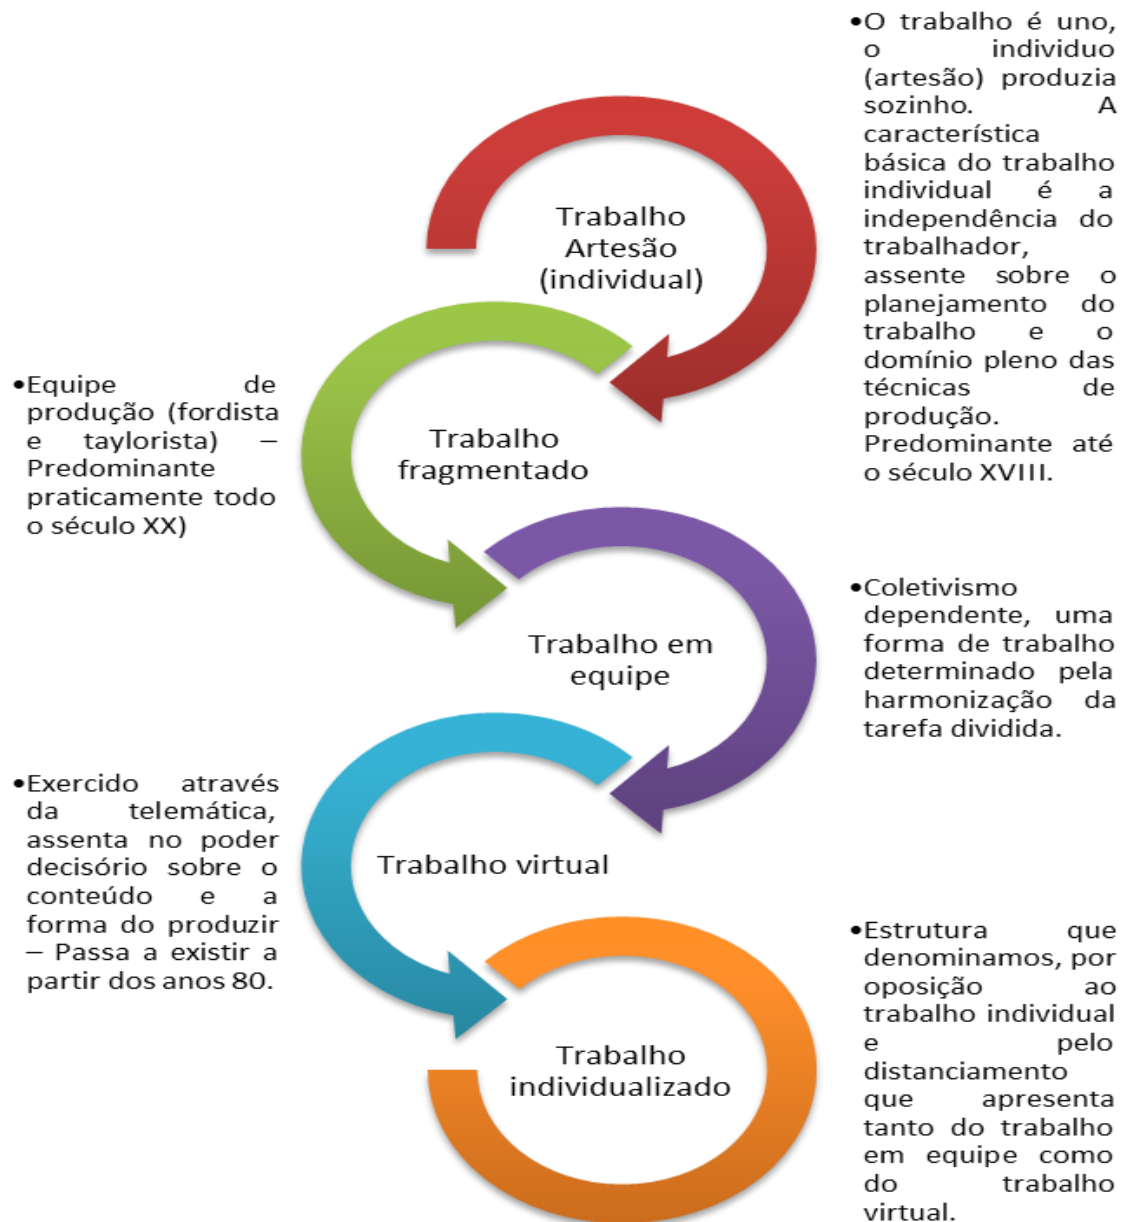 •O trabalho é uno,
o individuo
(artesão) produzia
sozinho. A
característica
básica do trabalho
individual é a
independência do
trabalhador,
assente sobre o
planejamento do
trabalho e o
domínio pleno das
técnicas de
produção.
Predominante até
o século XVIII.
Trabalho
Artesão
(individual)
•Equipe de
produção (fordista
e taylorista) –
Predominante
praticamente todo
o século XX)
Trabalho
fragmentado
•Coletivismo
dependente, uma
forma de trabalho
determinado pela
harmonização da
tarefa dividida.
Trabalho em
equipe
•Exercido através
da telemática,
assenta no poder
decisório sobre o
conteúdo e a
forma do produzir
– Passa a existir a
partir dos anos 80.
Trabalho virtual
•Estrutura que
denominamos, por
oposição ao
trabalho individual
e pelo
distanciamento
que apresenta
tanto do trabalho
em equipe como
do trabalho
virtual.
Trabalho
individualizado